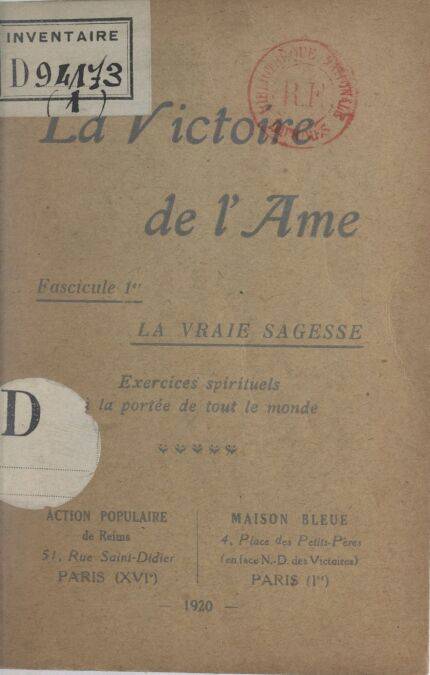 INVENTAIRE
D 94173
(1)
La Victoire
de l'Ame
Fascicule 1er
LA VRAIE SAGESSE
Exercices spirituels
à la portée de tout le monde
D
ACTION POPULAIRE
de Reims
51, Rue Saint-Didier
PARIS (XVIe)
MAISON BLEUE
4, Place des Petits-Pères
(en face N.-D. des Victoires)
PARIS (Ier)
— 1920 —
R.F.